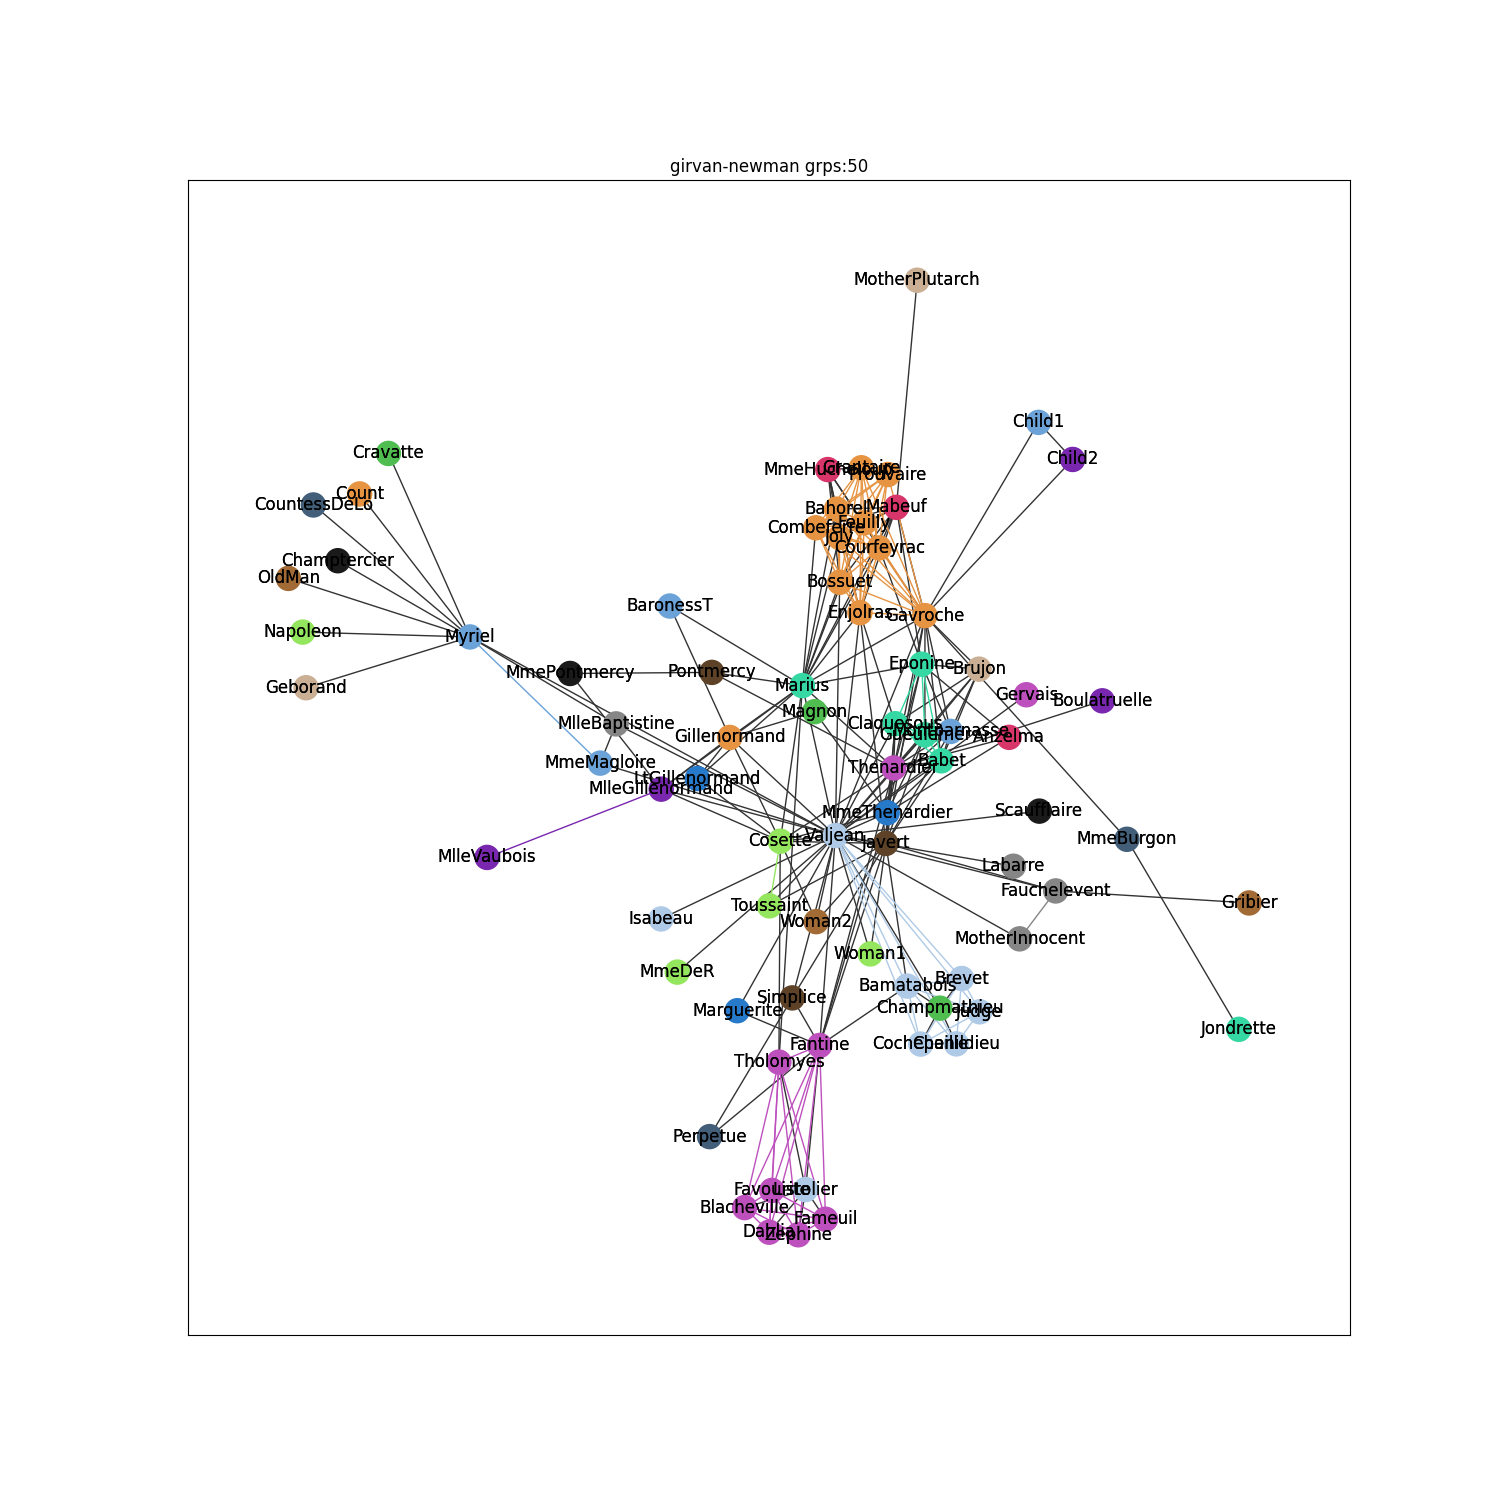 girvan-newman grps:50
MotherPlutarch
Child1
Cravatte
Child2
MmeHucheloup
Grantaire
Prouvaire
Count
CountessDeLo
Bahorel
Mabeuf
Feuilly
Combeferre
Joly
Courfeyrac
Champtercier
OldMan
Bossuet
BaronessT
Enjolras
Gavroche
Napoleon
Myriel
Eponine
Brujon
MmePontmercy
Pontmercy
Marius
Geborand
Gervais
Boulatruelle
Magnon
MlleBaptistine
Claquesous
Montparnasse
Gueulemer
Gillenormand
Anzelma
MmeMagloire
Babet
Thenardier
LtGillenormand
MlleGillenormand
MmeThenardier
Scaufflaire
Valjean
MmeBurgon
Cosette
Javert
MlleVaubois
Labarre
Fauchelevent
Gribier
Toussaint
Isabeau
Woman2
MotherInnocent
Woman1
MmeDeR
Brevet
Bamatabois
Simplice
Champmathieu
Judge
Marguerite
Jondrette
Fantine
Cochepaille
Chenildieu
Tholomyes
Perpetue
Favourite
Listolier
Blacheville
Fameuil
Dahlia
Zephine